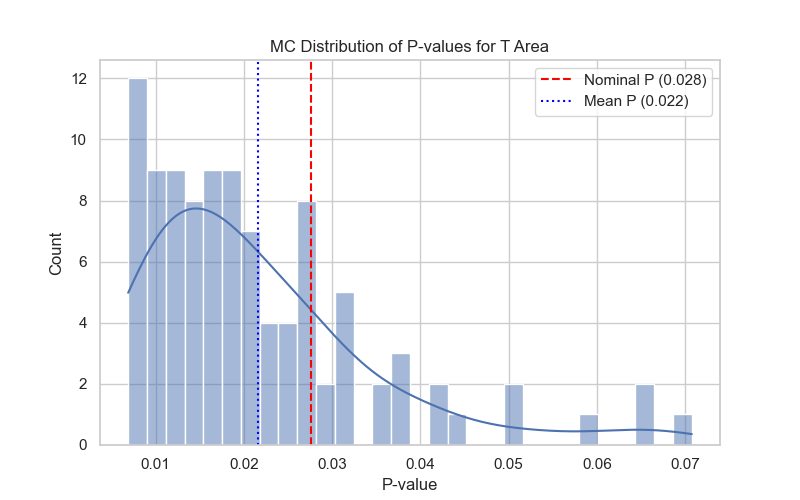 MC Distribution of P-values for T Area
Nominal P (0.028)
Mean P (0.022)
12
10
8
6
4
2
0
Count
0.01 0.02 0.03 0.04 0.05 0.06 0.07
P-value